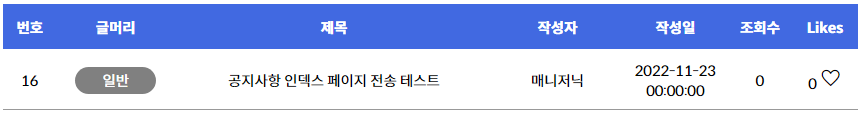 번호 글머리 제목 작성자 작성일 조회수 Likes
16 일반 공지사항 인덱스 페이지 전송 테스트 매니저닉 2022-11-23 00:00:00 0 0